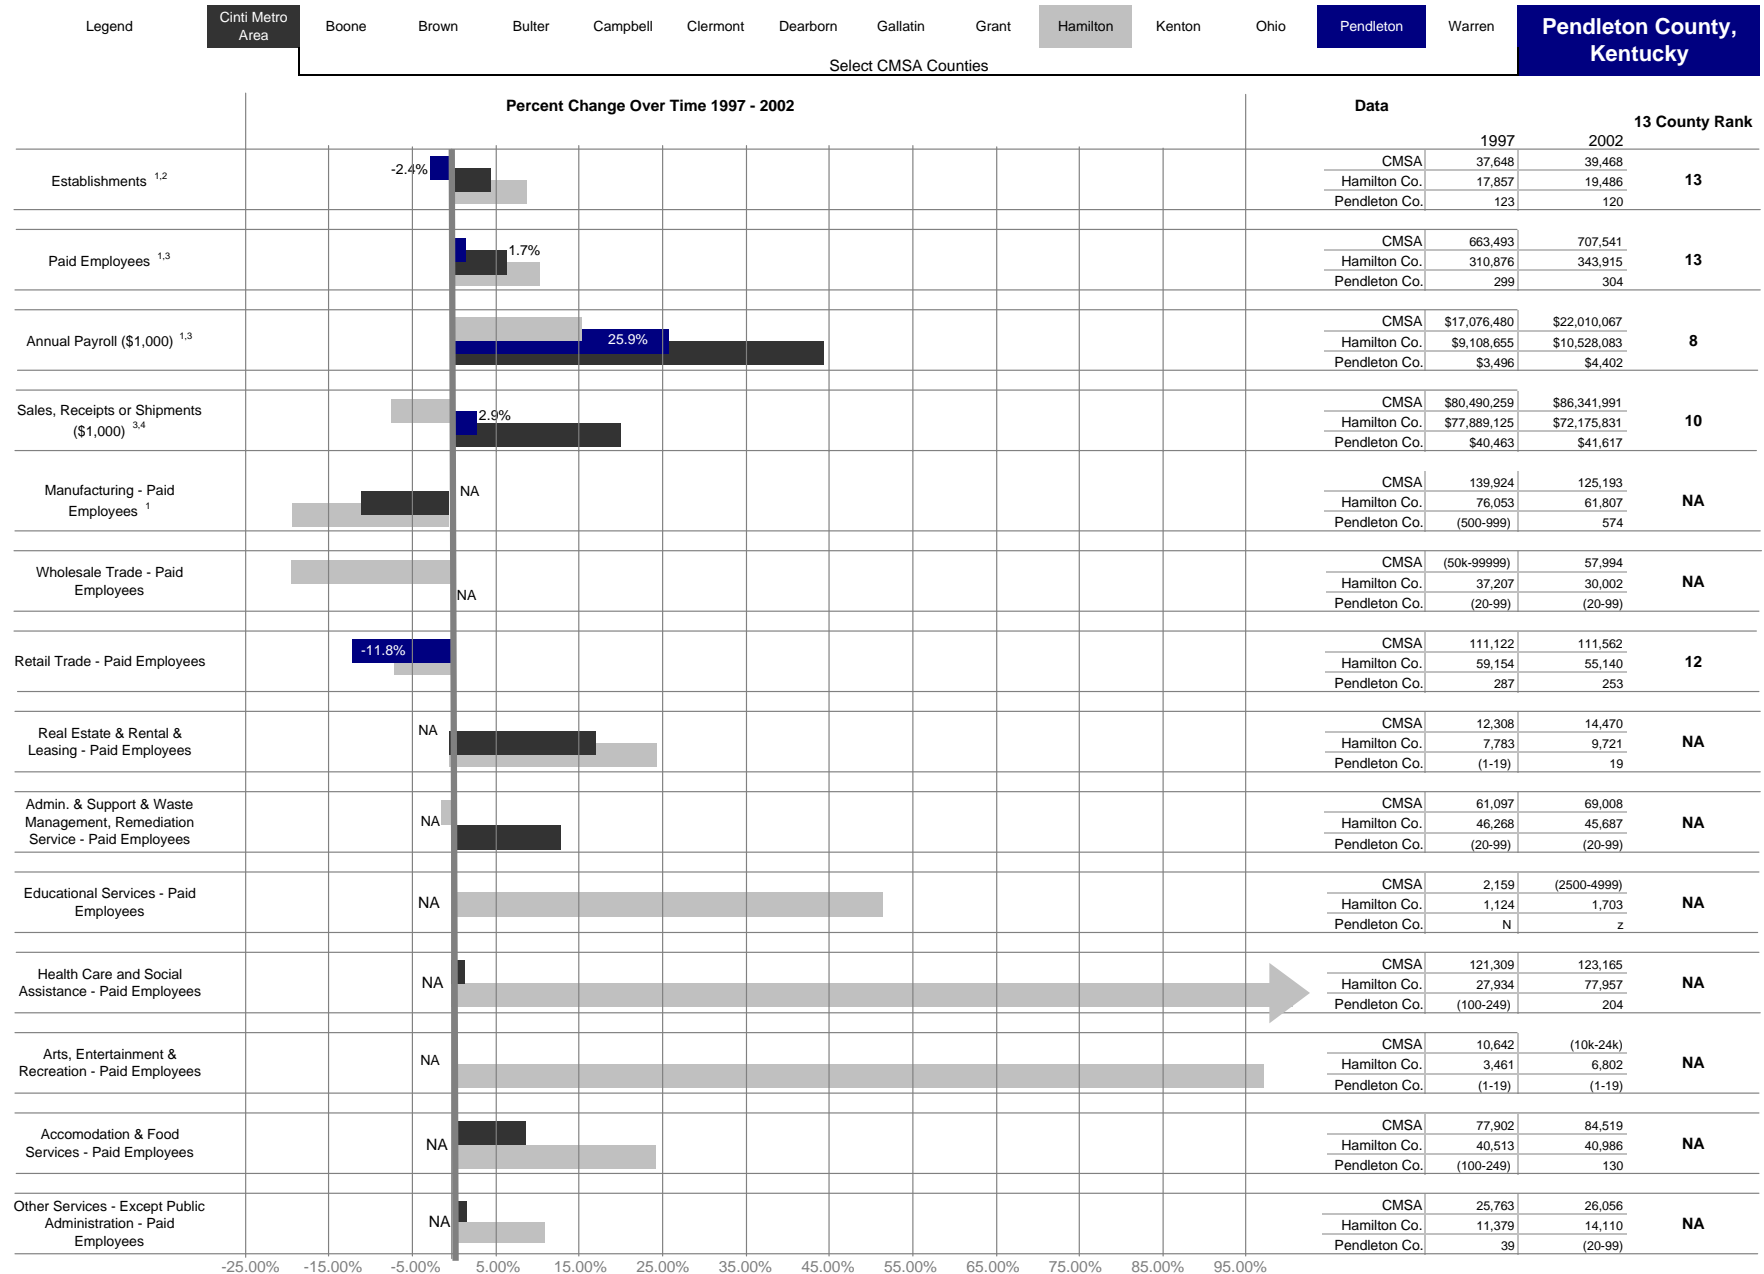 Legend
Cinti Metro Area
Boone
Brown
Bulter
Campbell
Clermont
Dearborn
Gallatin
Grant
Hamilton
Kenton
Ohio
Pendleton
Warren
Pendleton County, Kentucky
Select CMSA Counties
Percent Change Over Time 1997 - 2002
Data
13 County Rank
1997 2002
Establishments 1,2
-2.4%
CMSA 37,648 39,468
Hamilton Co. 17,857 19,486
Pendleton Co. 123 120
13
Paid Employees 1,3
1.7%
CMSA 663,493 707,541
Hamilton Co. 310,876 343,915
Pendleton Co. 299 304
13
Annual Payroll ($1,000) 1,3
25.9%
CMSA $17,076,480 $22,010,067
Hamilton Co. $9,108,655 $10,528,083
Pendleton Co. $3,496 $4,402
8
Sales, Receipts or Shipments
($1,000) 3,4
2.9%
CMSA $80,490,259 $86,341,991
Hamilton Co. $77,889,125 $72,175,831
Pendleton Co. $40,463 $41,617
10
Manufacturing - Paid
Employees 1
NA
CMSA 139,924 125,193
Hamilton Co. 76,053 61,807
Pendleton Co. (500-999) 574
NA
Wholesale Trade - Paid
Employees
NA
CMSA (50k-99999) 57,994
Hamilton Co. 37,207 30,002
Pendleton Co. (20-99) (20-99)
NA
Retail Trade - Paid Employees
-11.8%
CMSA 111,122 111,562
Hamilton Co. 59,154 55,140
Pendleton Co. 287 253
12
Real Estate & Rental &
Leasing - Paid Employees
NA
CMSA 12,308 14,470
Hamilton Co. 7,783 9,721
Pendleton Co. (1-19) 19
NA
Admin. & Support & Waste
Management, Remediation
Service - Paid Employees
NA
CMSA 61,097 69,008
Hamilton Co. 46,268 45,687
Pendleton Co. (20-99) (20-99)
NA
Educational Services - Paid
Employees
NA
CMSA 2,159 (2500-4999)
Hamilton Co. 1,124 1,703
Pendleton Co. N z
NA
Health Care and Social
Assistance - Paid Employees
NA
CMSA 121,309 123,165
Hamilton Co. 27,934 77,957
Pendleton Co. (100-249) 204
NA
Arts, Entertainment &
Recreation - Paid Employees
NA
CMSA 10,642 (10k-24k)
Hamilton Co. 3,461 6,802
Pendleton Co. (1-19) (1-19)
NA
Accomodation & Food
Services - Paid Employees
NA
CMSA 77,902 84,519
Hamilton Co. 40,513 40,986
Pendleton Co. (100-249) 130
NA
Other Services - Except Public
Administration - Paid
Employees
NA
CMSA 25,763 26,056
Hamilton Co. 11,379 14,110
Pendleton Co. 39 (20-99)
NA
-25.00% -15.00% -5.00% 5.00% 15.00% 25.00% 35.00% 45.00% 55.00% 65.00% 75.00% 85.00% 95.00%